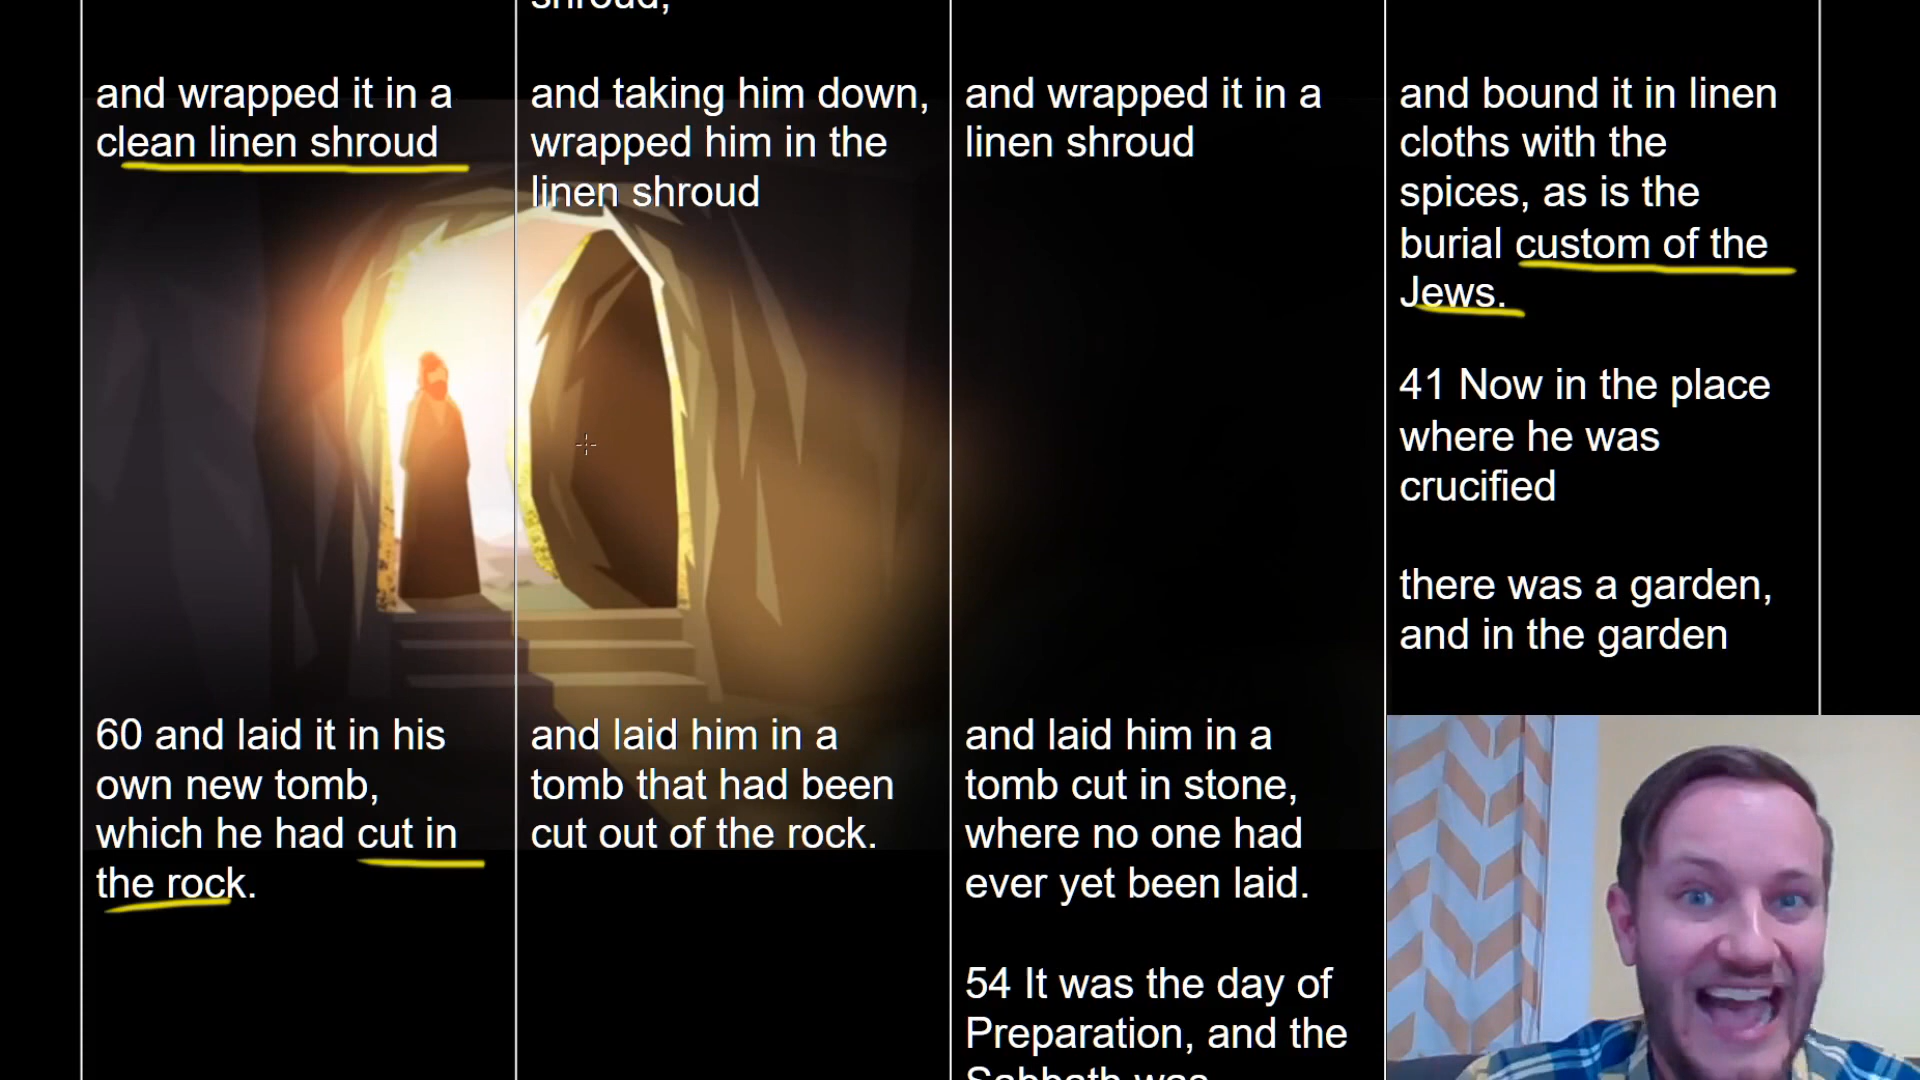 shroud,
and wrapped it in a
clean linen shroud
60 and laid it in his
own new tomb,
which he had cut in
the rock.
and taking him down,
wrapped him in the
linen shroud
and laid him in a
tomb that had been
cut out of the rock.
and wrapped it in a
linen shroud
and laid him in a
tomb cut in stone,
where no one had
ever yet been laid.
54 It was the day of
Preparation, and the
Sabbath was
and bound it in linen
cloths with the
spices, as is the
burial custom of the
Jews.
41 Now in the place
where he was
crucified
there was a garden,
and in the garden